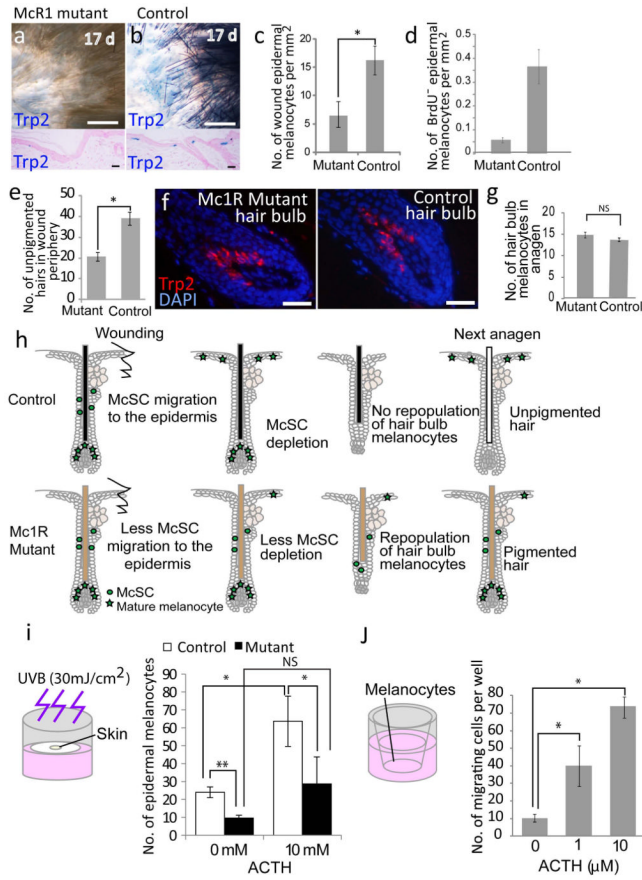 McR1 mutant
Control
a
17 d
Trp2
Trp2
b
17 d
Trp2
Trp2
c
No. of wound epidermal
melanocytes per mm²
20
15
10
5
0
*
Mutant
Control
d
No. of BrdU⁻ epidermal
melanocytes per mm²
0.5
0.4
0.3
0.2
0.1
0
Mutant
Control
e
No. of unpigmented
hairs in wound
periphery
60
50
40
30
20
10
0
*
Mutant
Control
f
Mc1R Mutant
hair bulb
Trp2
DAPI
Control
hair bulb
g
No. of hair bulb
melanocytes in
anagen
20
15
10
5
0
NS
Mutant
Control
h
Wounding
Next anagen
Control
McSC migration
to the epidermis
McSC
depletion
No repopulation
of hair bulb
melanocytes
Unpigmented
hair
Mc1R
Mutant
Less McSC
migration to the
epidermis
Less McSC
depletion
Repopulation
of hair bulb
melanocytes
Pigmented
hair
McSC
Mature melanocyte
i
UVB (30mJ/cm²)
Skin
Control
Mutant
No. of epidermal melanocytes
90
80
70
60
50
40
30
20
10
0
**
*
*
NS
0 mM
10 mM
ACTH
J
Melanocytes
No. of migrating cells per well
80
70
60
50
40
30
20
10
0
*
*
0
1
10
ACTH (μM)